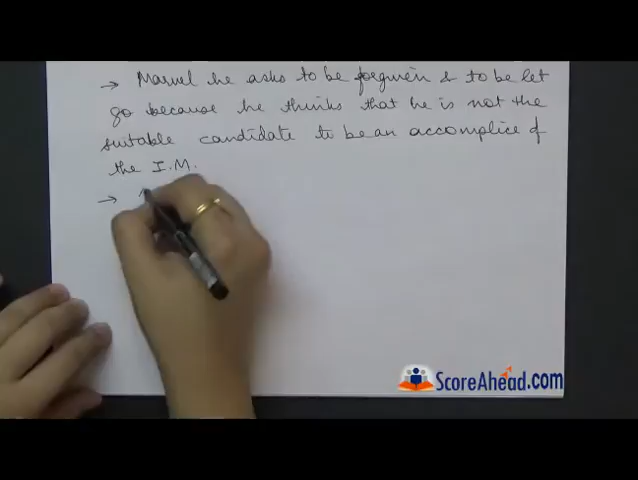 → Marvel he asks to be forgiven & to be let
go because he thinks that he is not the
suitable candidate to be an accomplice of
the I.M.
→
ScoreAhead.com